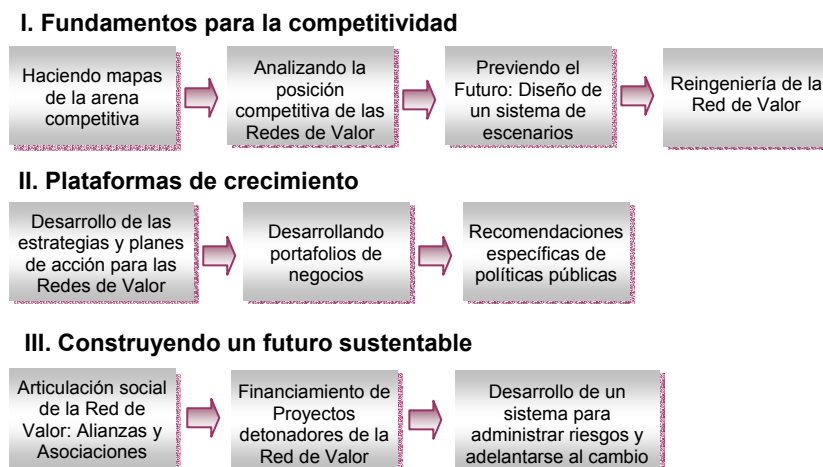 I. Fundamentos para la competitividad
Haciendo mapas
de la arena
competitiva
Analizando la
posición
competitiva de las
Redes de Valor
Previendo el
Futuro: Diseño de
un sistema de
escenarios
Reingeniería de la
Red de Valor
II. Plataformas de crecimiento
Desarrollo de las
estrategias y planes
de acción para las
Redes de Valor
Desarrollando
portafolios de
negocios
Recomendaciones
específicas de
políticas públicas
III. Construyendo un futuro sustentable
Articulación social
de la Red de
Valor: Alianzas y
Asociaciones
Financiamiento de
Proyectos
detonadores de la
Red de Valor
Desarrollo de un
sistema para
administrar riesgos y
adelantarse al cambio